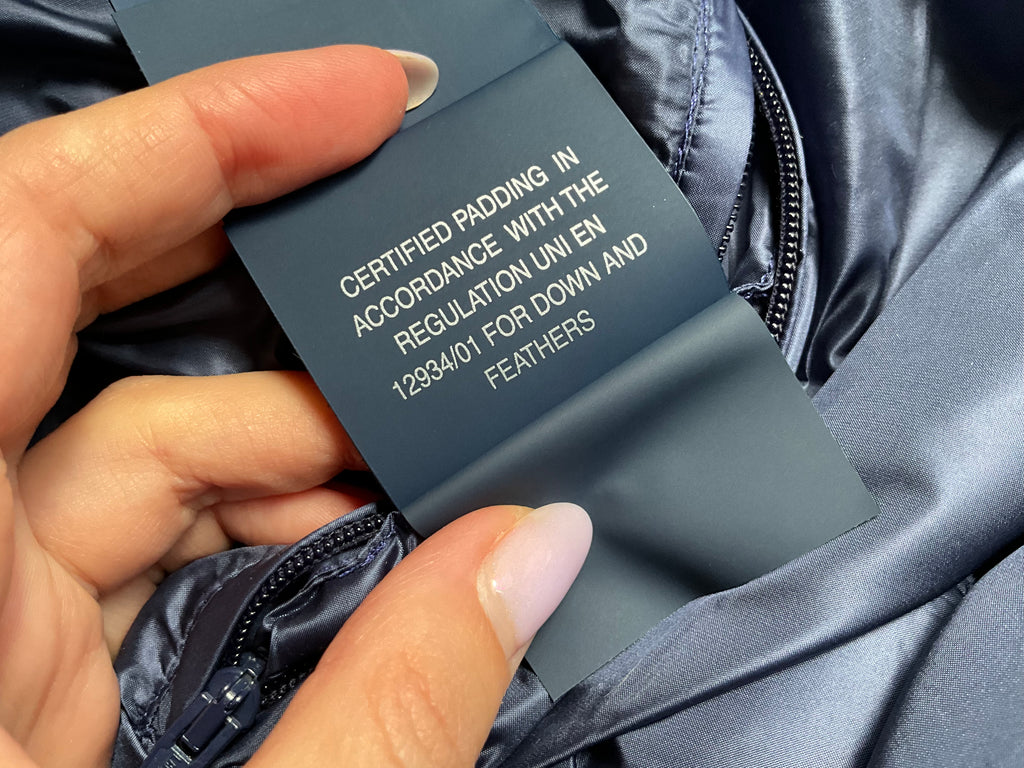 CERTIFIED PADDING IN
ACCORDANCE WITH THE
REGULATION UNI EN
12934/01 FOR DOWN AND
FEATHERS